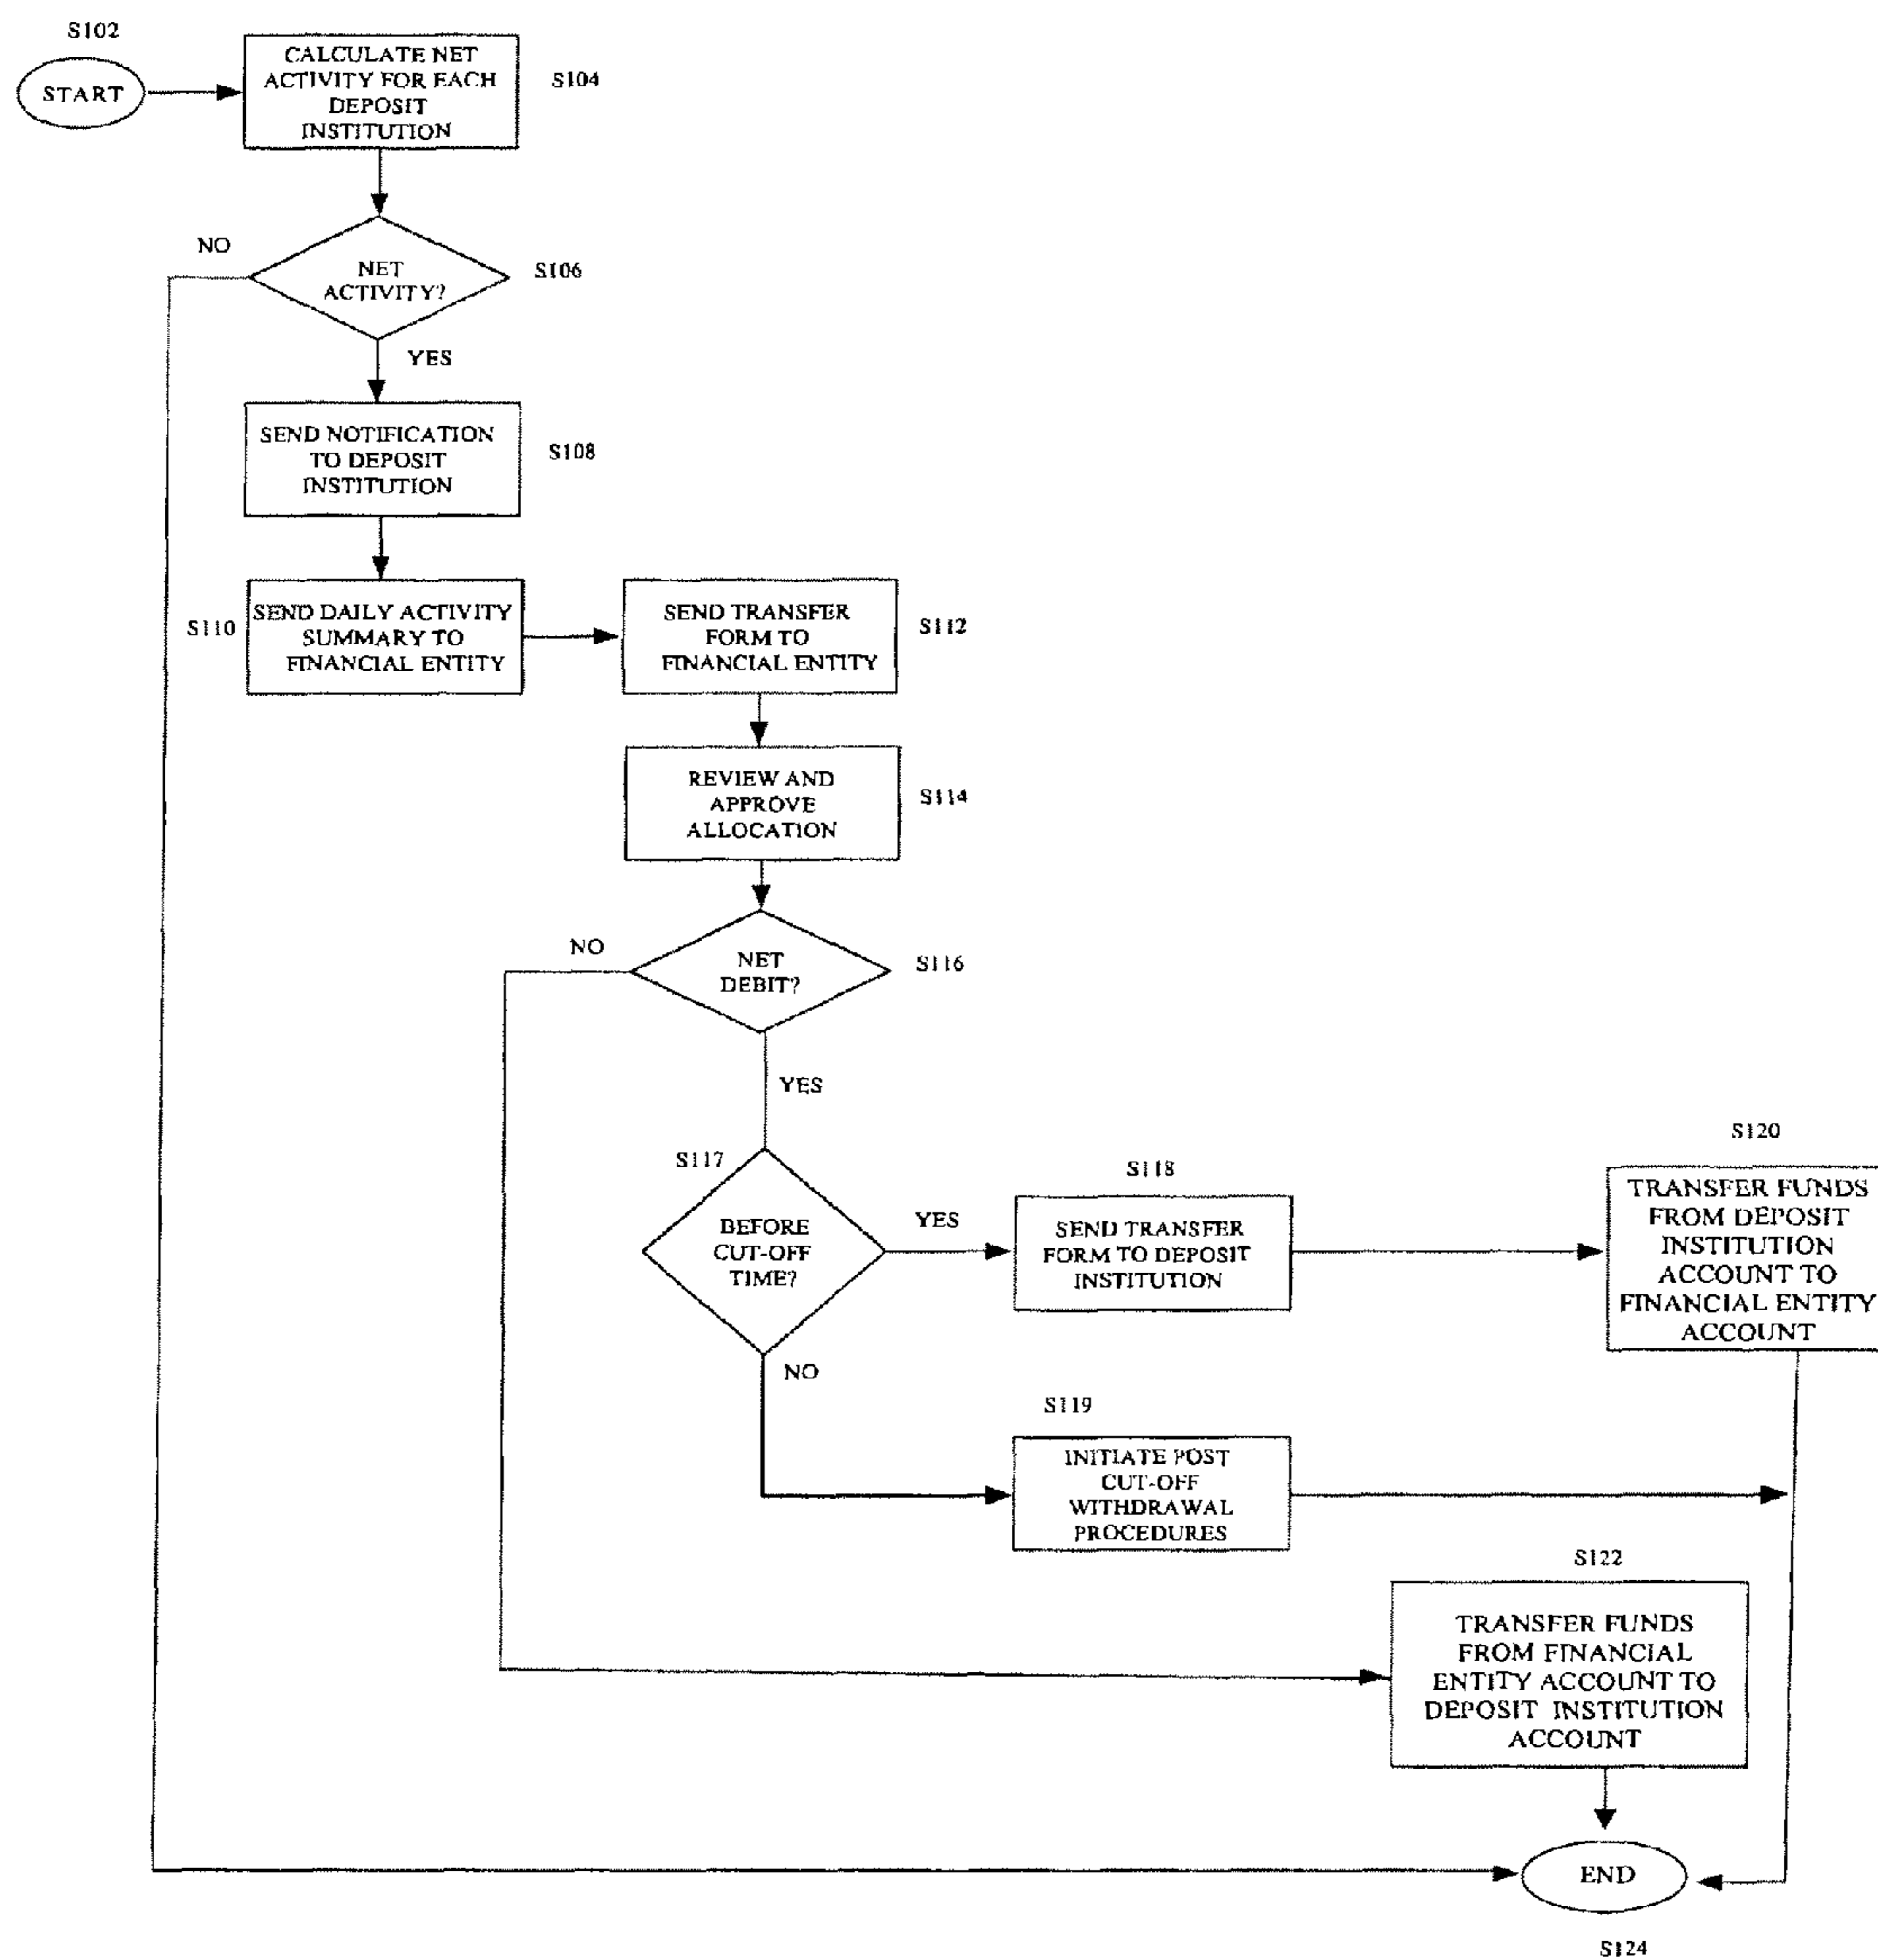 S102
START
CALCULATE NET
ACTIVITY FOR EACH
DEPOSIT
INSTITUTION
S104
NO
NET
ACTIVITY?
S106
YES
SEND NOTIFICATION
TO DEPOSIT
INSTITUTION
S108
S110
SEND DAILY ACTIVITY
SUMMARY TO
FINANCIAL ENTITY
SEND TRANSFER
FORM TO
FINANCIAL ENTITY
S112
REVIEW AND
APPROVE
ALLOCATION
S114
NO
NET
DEBIT?
S116
YES
S117
BEFORE
CUT-OFF
TIME?
YES
S118
SEND TRANSFER
FORM TO DEPOSIT
INSTITUTION
S120
TRANSFER FUNDS
FROM DEPOSIT
INSTITUTION
ACCOUNT TO
FINANCIAL ENTITY
ACCOUNT
NO
S119
INITIATE POST
CUT-OFF
WITHDRAWAL
PROCEDURES
S122
TRANSFER FUNDS
FROM FINANCIAL
ENTITY ACCOUNT TO
DEPOSIT INSTITUTION
ACCOUNT
END
S124